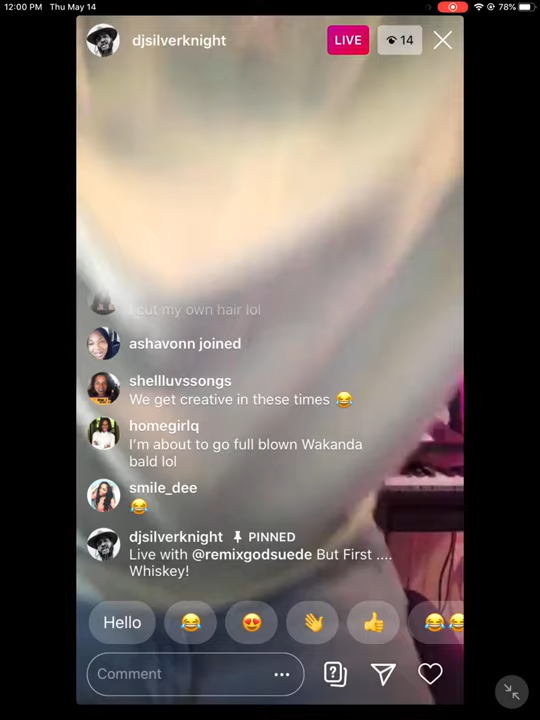 12:00 PM Thu May 14
78%
djsilverknight
LIVE
14
cut my own hair lol
ashavonn joined
shellluvssongs
We get creative in these times 😂
homegirlq
I'm about to go full blown Wakanda
bald lol
smile_dee
😂
djsilverknight PINNED
Live with @remixgodsuede But First ....
Whiskey!
Hello 😂 😍 👋 👍 😂😂
Comment